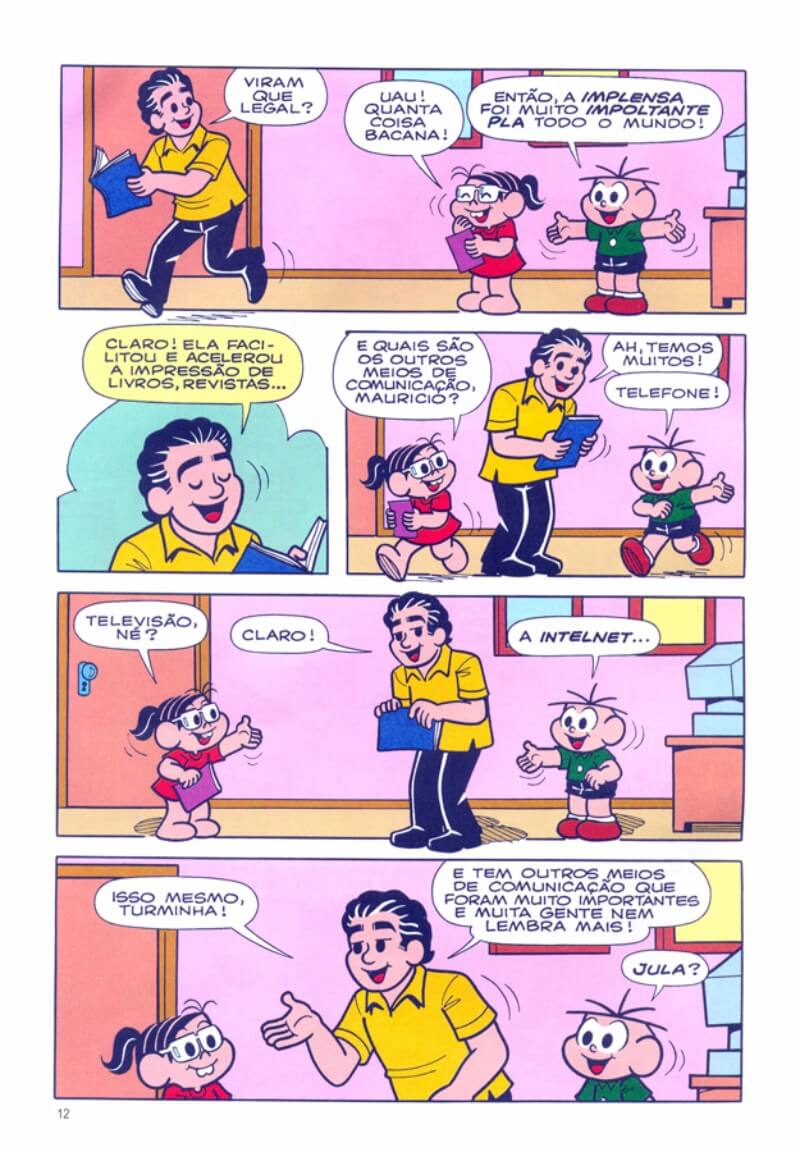 VIRAM
QUE
LEGAL?
UAU!
QUANTA
COISA
BACANA!
ENTÃO, A IMPLENSA
FOI MUITO IMPOLTANTE
PLA TODO O MUNDO!
CLARO! ELA FACI-
LITOU E ACELEROU
A IMPRESSÃO DE
LIVROS, REVISTAS...
E QUAIS SÃO
OS OUTROS
MEIOS DE
COMUNICAÇÃO,
MAURICIO?
AH, TEMOS
MUITOS!
TELEFONE!
TELEVISÃO,
NÉ?
CLARO!
A INTELNET...
ISSO MESMO,
TURMINHA!
E TEM OUTROS MEIOS
DE COMUNICAÇÃO QUE
FORAM MUITO IMPORTANTES
E MUITA GENTE NEM
LEMBRA MAIS!
JULA?
12